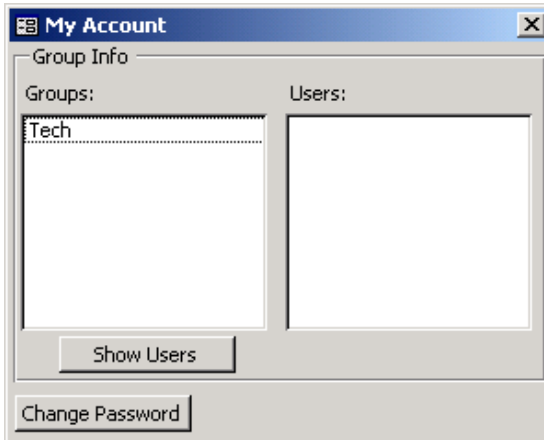 My Account
Group Info
Groups: Users:
Tech
Show Users
Change Password